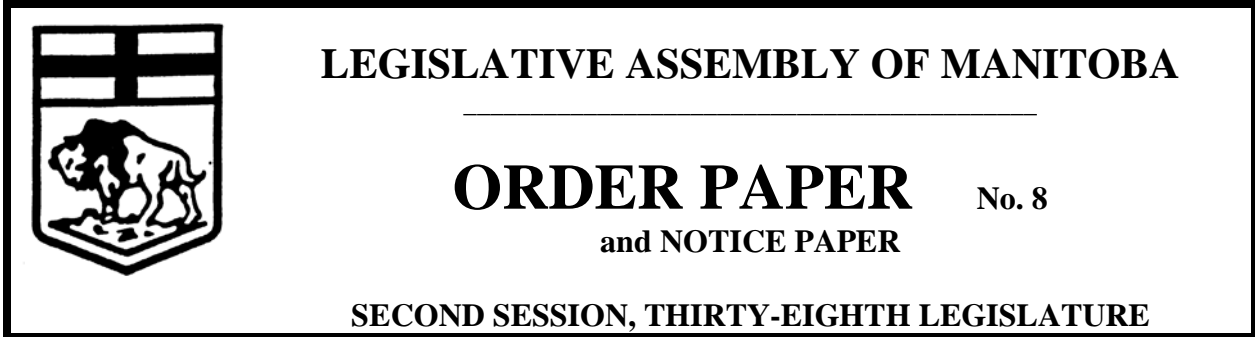 LEGISLATIVE ASSEMBLY OF MANITOBA
ORDER PAPER No. 8
and NOTICE PAPER
SECOND SESSION, THIRTY-EIGHTH LEGISLATURE